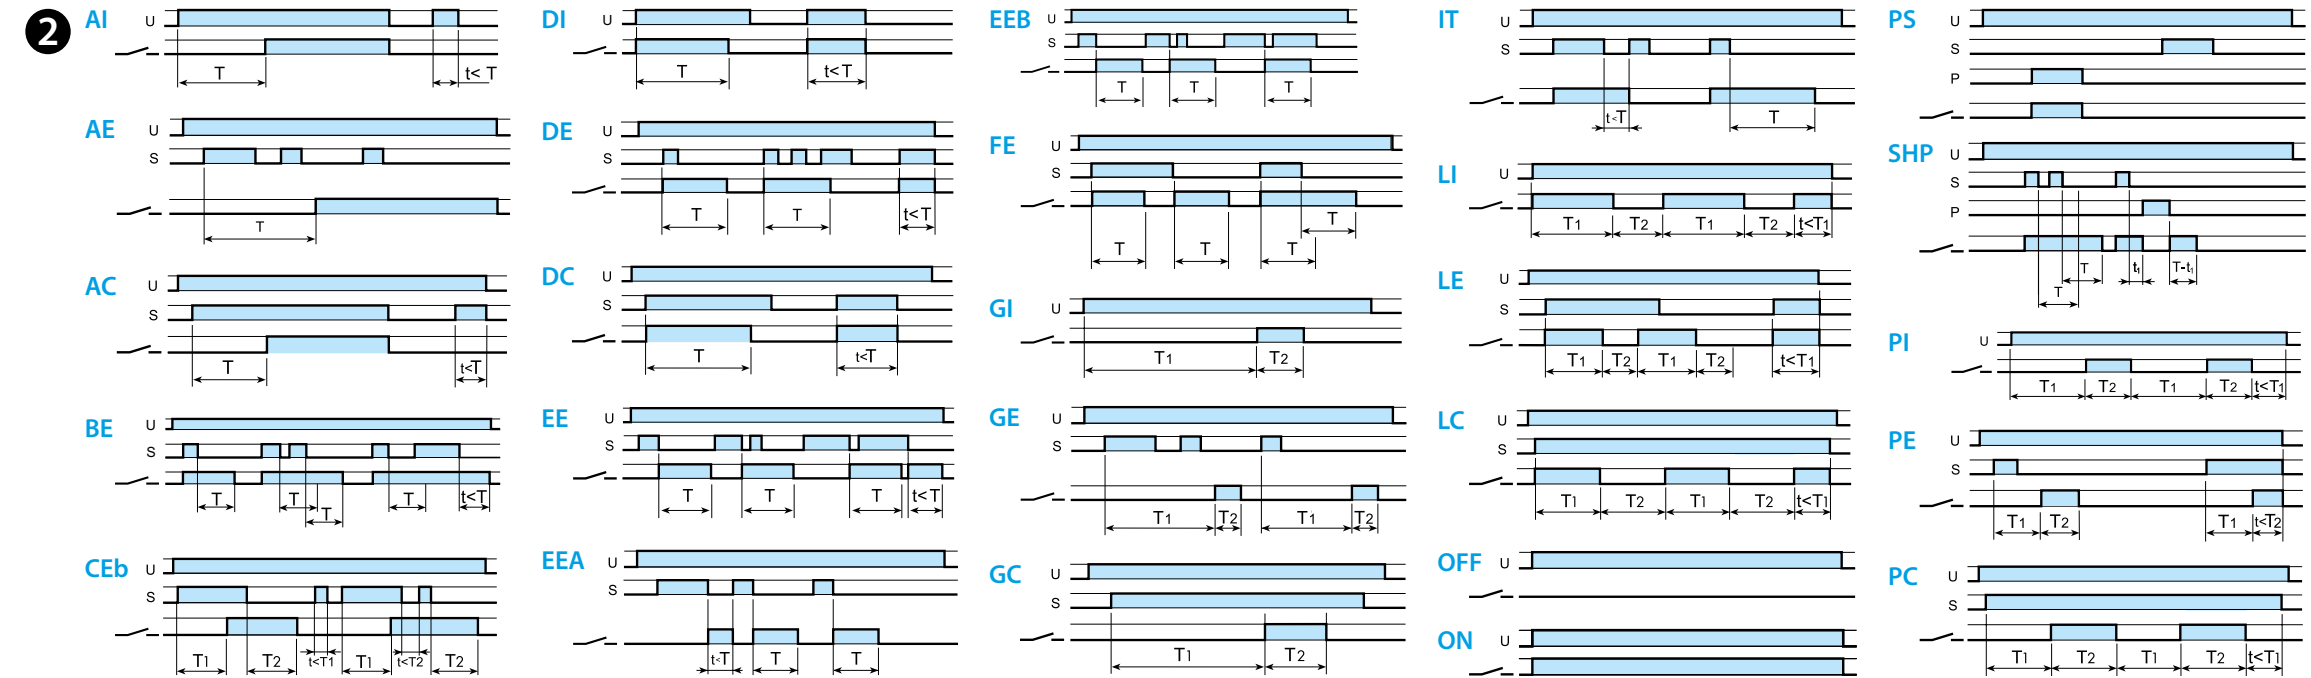 2
AI
U
T
t< T
AE
U
S
T
AC
U
S
T
t<T
BE
U
S
T
T
T
T
t<T
CEb
U
S
T1
T2
t<T1
T1
t<T2
T2
DI
U
T
t<T
DE
U
S
T
T
t<T
DC
U
S
T
t<T
EE
U
S
T
T
T
t<T
EEA
U
S
t<T
T
T
EEB
U
S
T
T
T
FE
U
S
T
T
T
T
GI
U
T1
T2
GE
U
S
T1
T2
T1
T2
GC
U
S
T1
T2
IT
U
S
t<T
T
LI
U
T1
T2
T1
T2
t<T1
LE
U
S
T1
T2
T1
T2
t<T1
LC
U
S
T1
T2
T1
T2
t<T1
OFF
U
ON
U
PS
U
S
P
SHP
U
S
P
T
t1
T-t1
T
PI
U
T1
T2
T1
T2
t<T1
PE
U
S
T1
T2
T1
t<T2
PC
U
S
T1
T2
T1
T2
t<T1